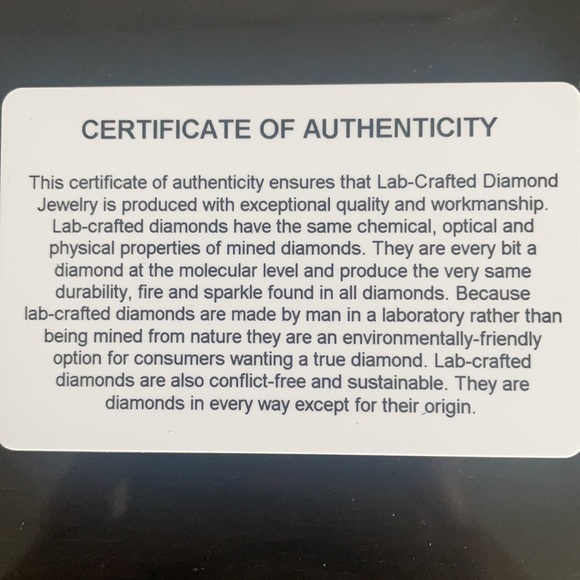 CERTIFICATE OF AUTHENTICITY
This certificate of authenticity ensures that Lab-Crafted Diamond
Jewelry is produced with exceptional quality and workmanship.
Lab-crafted diamonds have the same chemical, optical and
physical properties of mined diamonds. They are every bit a
diamond at the molecular level and produce the very same
durability, fire and sparkle found in all diamonds. Because
lab-crafted diamonds are made by man in a laboratory rather than
being mined from nature they are an environmentally-friendly
option for consumers wanting a true diamond. Lab-crafted
diamonds are also conflict-free and sustainable. They are
diamonds in every way except for their origin.